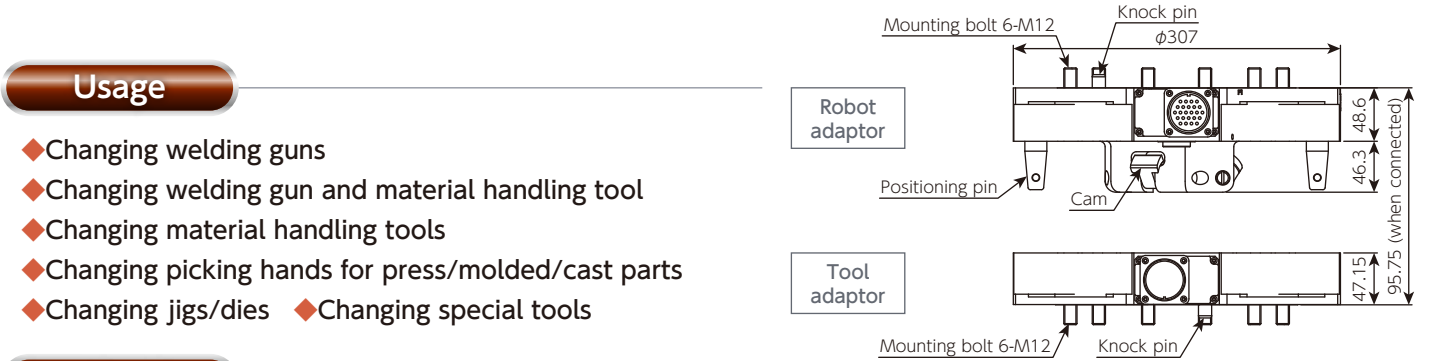 Usage
◆Changing welding guns
◆Changing welding gun and material handling tool
◆Changing material handling tools
◆Changing picking hands for press/molded/cast parts
◆Changing jigs/dies ◆Changing special tools
Mounting bolt 6-M12
Knock pin
φ307
Robot
adaptor
48.6
46.3
95.75 (when connected)
Positioning pin
Cam
Tool
adaptor
47.15
Mounting bolt 6-M12
Knock pin